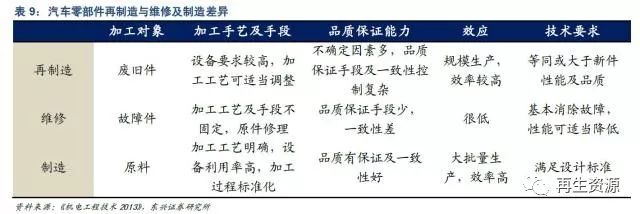 表 9：汽车零部件再制造与维修及制造差异
加工对象 加工手艺及手段 品质保证能力 效应 技术要求
再制造 废旧件 设备要求较高，加工工艺可适当调整 不确定因素多，品质保证手段及一致性控制复杂 规模生产，效率较高 等同或大于新件性能及品质
维修 故障件 加工工艺及手段不固定，原件修理 品质保证手段少，一致性差 很低 基本消除故障，性能可适当降低
制造 原料 加工工艺明确，设备利用率高，加工过程标准化 品质有保证及一致性好 大批量生产，效率高 满足设计标准
资料来源：《机电工程技术 2013》，东兴证券研究所
再生资源